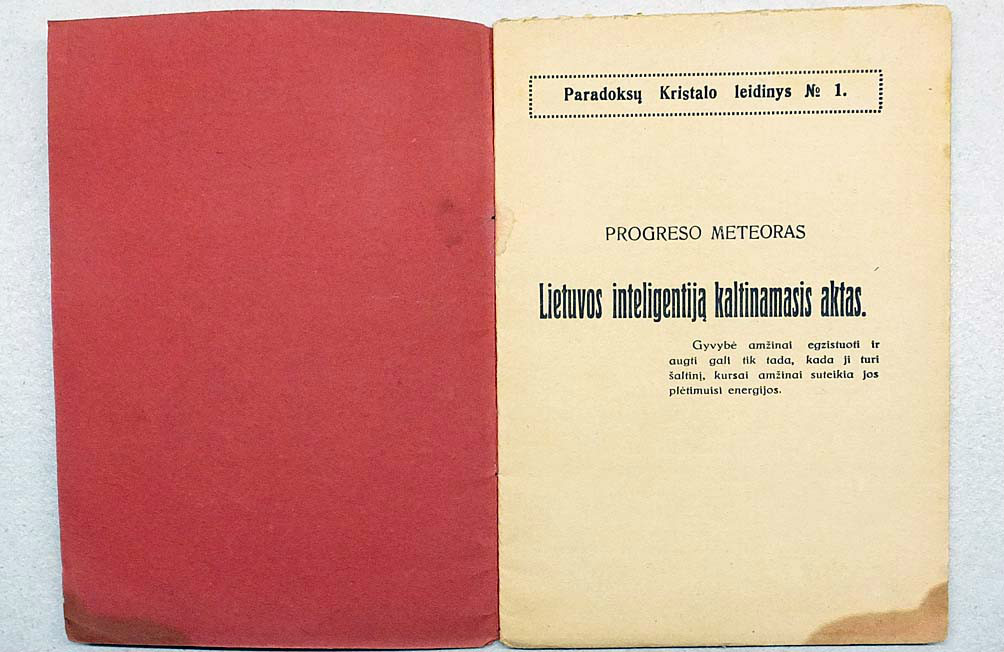 Paradoksų Kristalo leidinys № 1.
PROGRESO METEORAS
Lietuvos inteligentiją kaltinamasis aktas.
Gyvybė amžinai egzistuoti ir
augti gali tik tada, kada ji turi
šaltinį, kursai amžinai suteikia jos
plėtimuisi energijos.